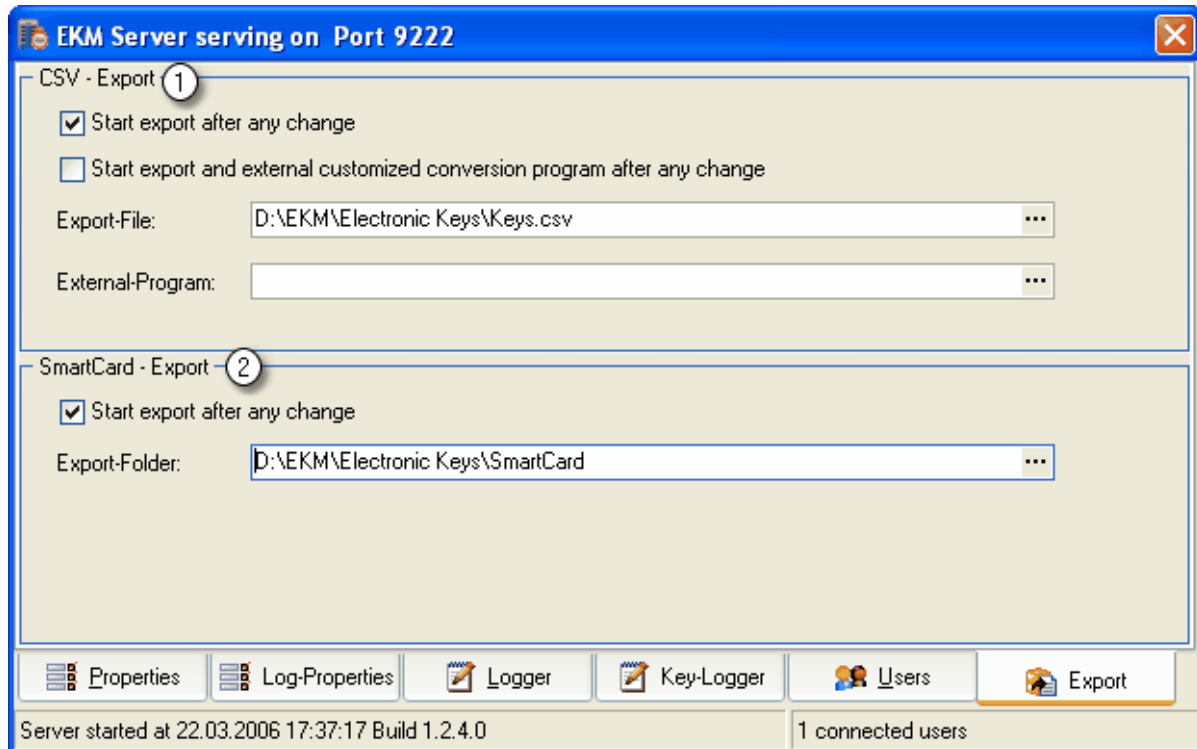 EKM Server serving on Port 9222
CSV - Export 1
Start export after any change
Start export and external customized conversion program after any change
Export-File: D:\EKM\Electronic Keys\Keys.csv ...
External-Program: ...
SmartCard - Export 2
Start export after any change
Export-Folder: D:\EKM\Electronic Keys\SmartCard ...
Properties Log-Properties Logger Key-Logger Users Export
Server started at 22.03.2006 17:37:17 Build 1.2.4.0 1 connected users